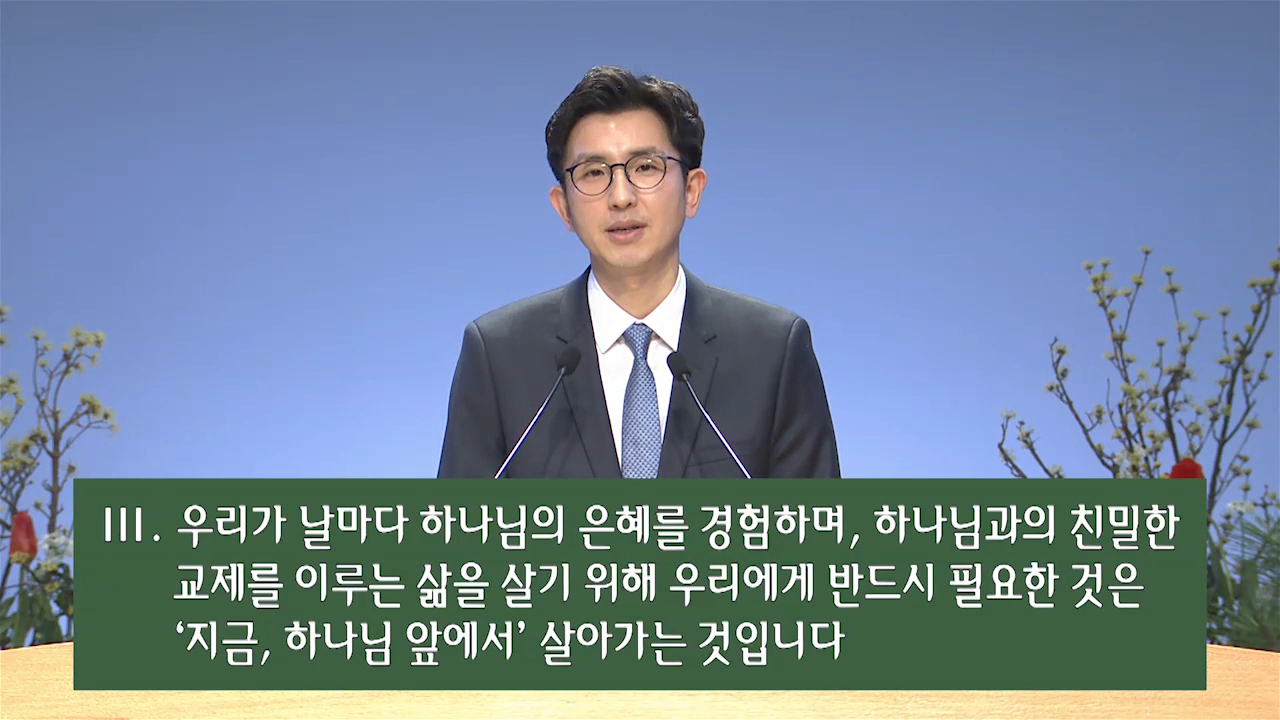 III. 우리가 날마다 하나님의 은혜를 경험하며, 하나님과의 친밀한
교제를 이루는 삶을 살기 위해 우리에게 반드시 필요한 것은
‘지금, 하나님 앞에서’ 살아가는 것입니다